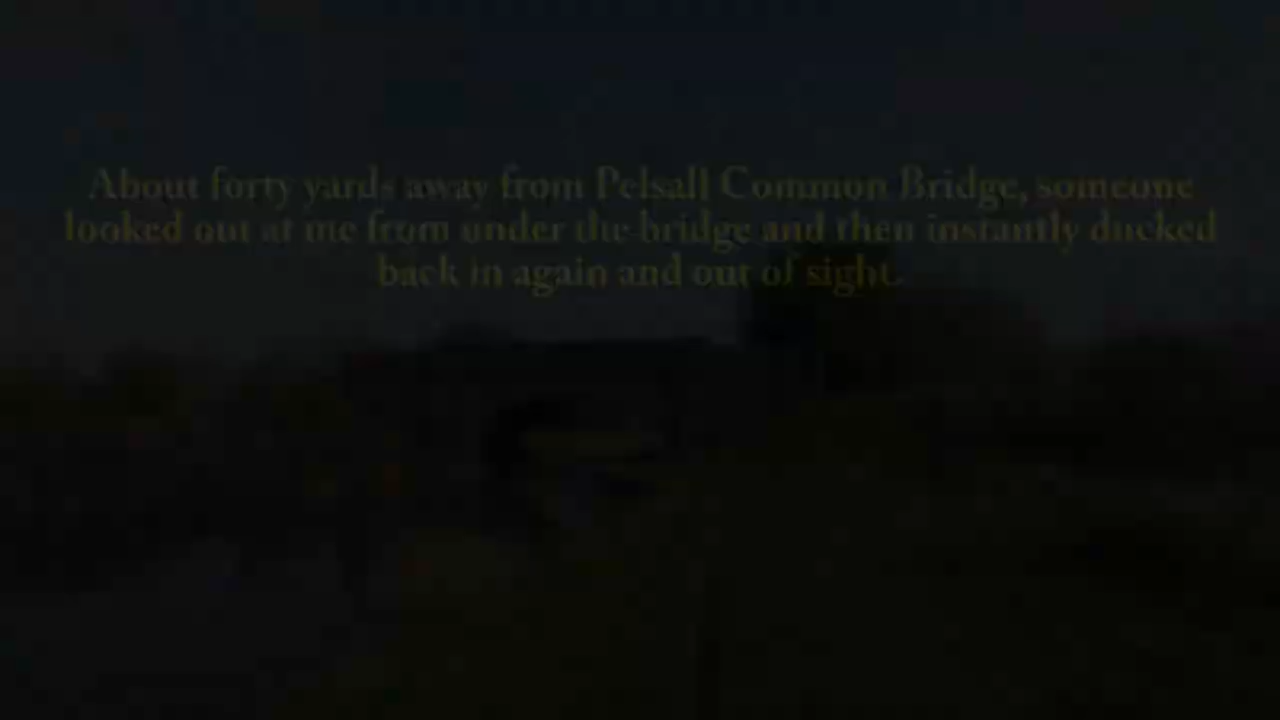 About forty yards away from Pelsall Common Bridge, someone
looked out at me from under the bridge and then instantly ducked
back in again and out of sight.